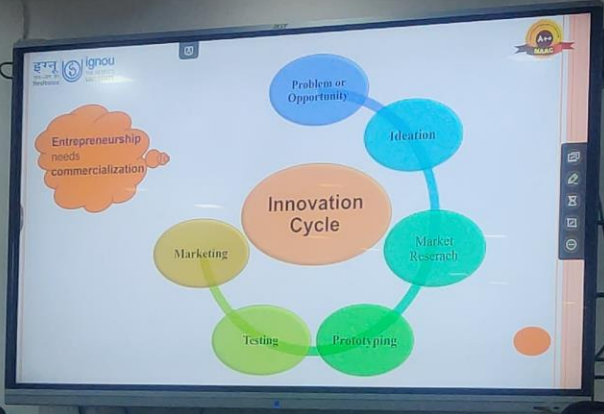 इग्नू
ignou
A++
NAAC
Problem or
Opportunity
Ideation
Entrepreneurship
needs
commercialization
Innovation
Cycle
Market
Reserach
Marketing
Testing
Prototyping